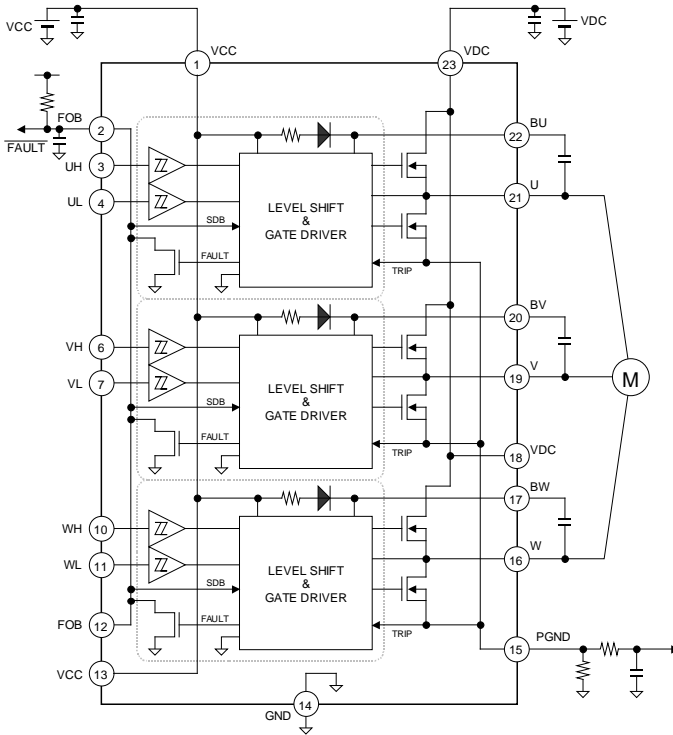 VCC
VDC
VCC
VDC
1
23
FOB
2
BU
22
FAULT
UH
3
UL
4
LEVEL SHIFT
&
GATE DRIVER
U
21
SDB
FAULT
TRIP
BV
20
VH
6
VL
7
LEVEL SHIFT
&
GATE DRIVER
V
19
M
SDB
FAULT
TRIP
VDC
18
BW
17
WH
10
WL
11
LEVEL SHIFT
&
GATE DRIVER
W
16
SDB
FOB
12
FAULT
TRIP
PGND
15
VCC
13
GND
14